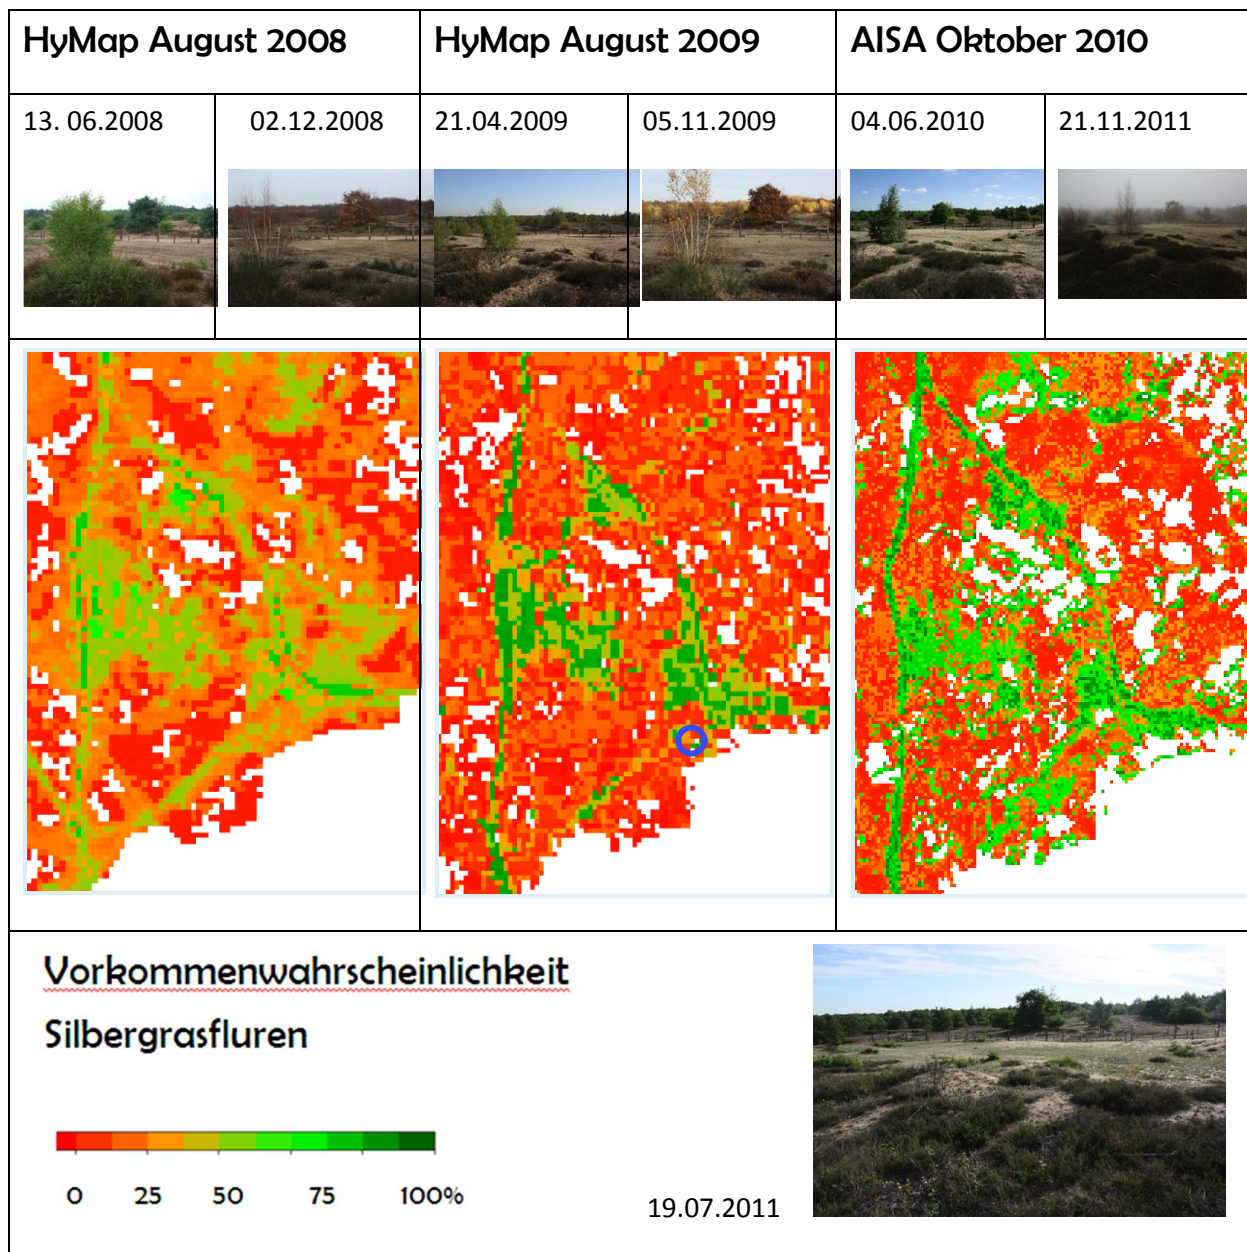 HyMap August 2008
HyMap August 2009
AISA Oktober 2010
13. 06.2008
02.12.2008
21.04.2009
05.11.2009
04.06.2010
21.11.2011
Vorkommenwahrscheinlichkeit
Silbergrasfluren
0 25 50 75 100%
19.07.2011